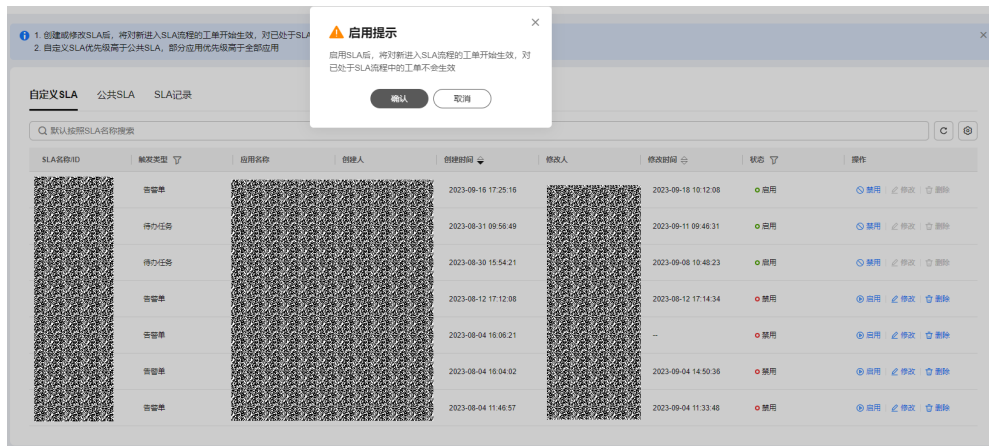 1. 创建或修改SLA后，将对新进入SLA流程的工单开始生效，对已处于SLA
2. 自定义SLA优先级高于公共SLA，部分应用优先级高于全部应用
启用提示
启用SLA后，将对新进入SLA流程的工单开始生效，对
已处于SLA流程中的工单不会生效
确认 取消
自定义SLA 公共SLA SLA记录
默认按照SLA名称搜索
SLA名称/ID 触发类型 应用名称 创建人 创建时间 修改人 修改时间 状态 操作
告警单 2023-09-16 17:25:16 2023-09-18 10:12:08 启用 禁用 修改 删除
待办任务 2023-08-31 09:56:49 2023-09-11 09:46:31 启用 禁用 修改 删除
待办任务 2023-08-30 15:54:21 2023-09-08 10:48:23 启用 禁用 修改 删除
告警单 2023-08-12 17:12:08 2023-08-12 17:14:34 禁用 启用 修改 删除
告警单 2023-08-04 16:06:21 -- 禁用 启用 修改 删除
告警单 2023-08-04 16:04:02 2023-09-04 14:50:36 禁用 启用 修改 删除
告警单 2023-08-04 11:46:57 2023-09-04 11:33:48 禁用 启用 修改 删除